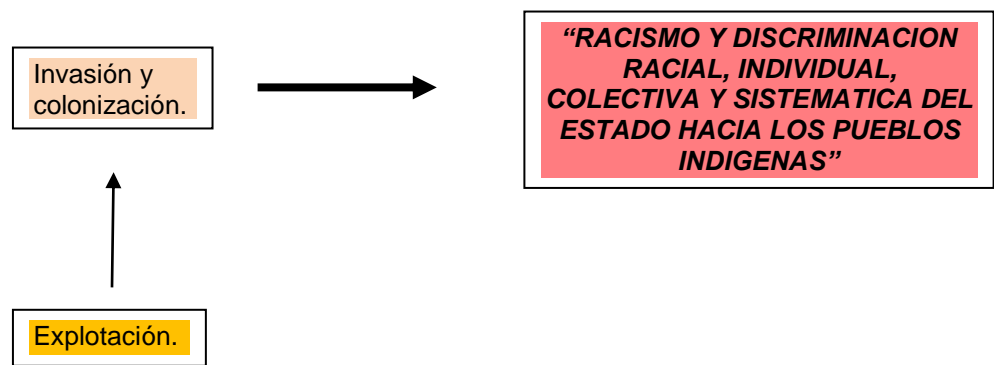 Invasión y
colonización.
“RACISMO Y DISCRIMINACION
RACIAL, INDIVIDUAL,
COLECTIVA Y SISTEMATICA DEL
ESTADO HACIA LOS PUEBLOS
INDIGENAS”
Explotación.